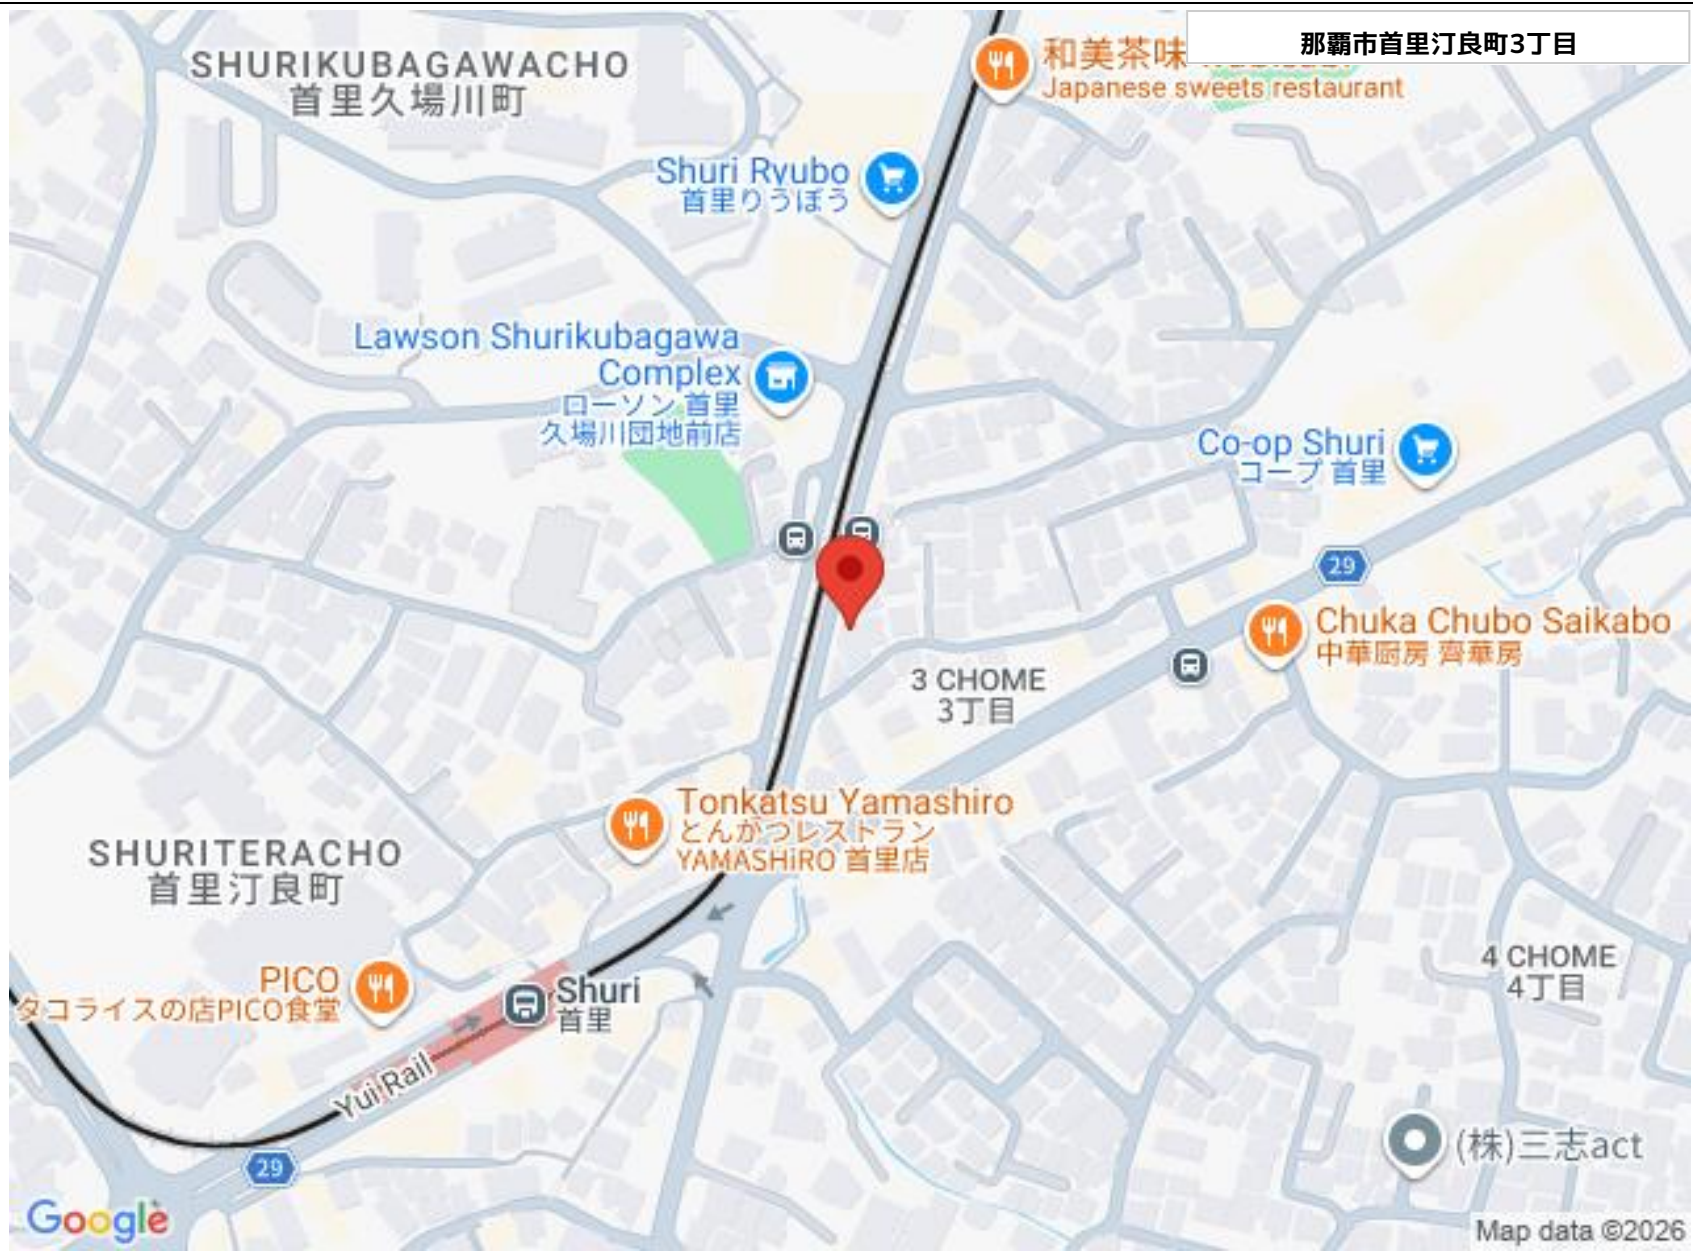 那覇市首里汀良町3丁目
和美茶味
Japanese sweets restaurant
SHURIKUBAGAWACHO
首里久場川町
Shuri Ryubo
首里りうぼう
Lawson Shurikubagawa
Complex
ローソン 首里
久場川団地前店
Co-op Shuri
コープ 首里
29
Chuka Chubo Saikabo
中華厨房 齊華房
3 CHOME
3丁目
Tonkatsu Yamashiro
とんかつレストラン
YAMASHiRO 首里店
SHURITERACHO
首里汀良町
4 CHOME
4丁目
PICO
タコライスの店PICO食堂
Shuri
首里
Yui Rail
(株)三志act
29
Google
Map data ©2026